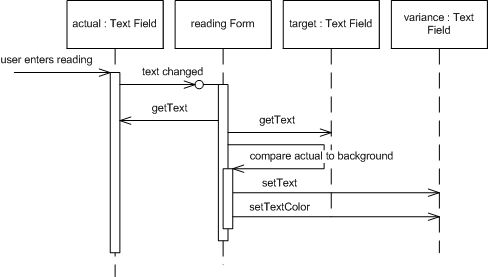 actual : Text Field
reading Form
target : Text Field
variance : Text
Field
user enters reading
text changed
getText
getText
compare actual to background
setText
setTextColor